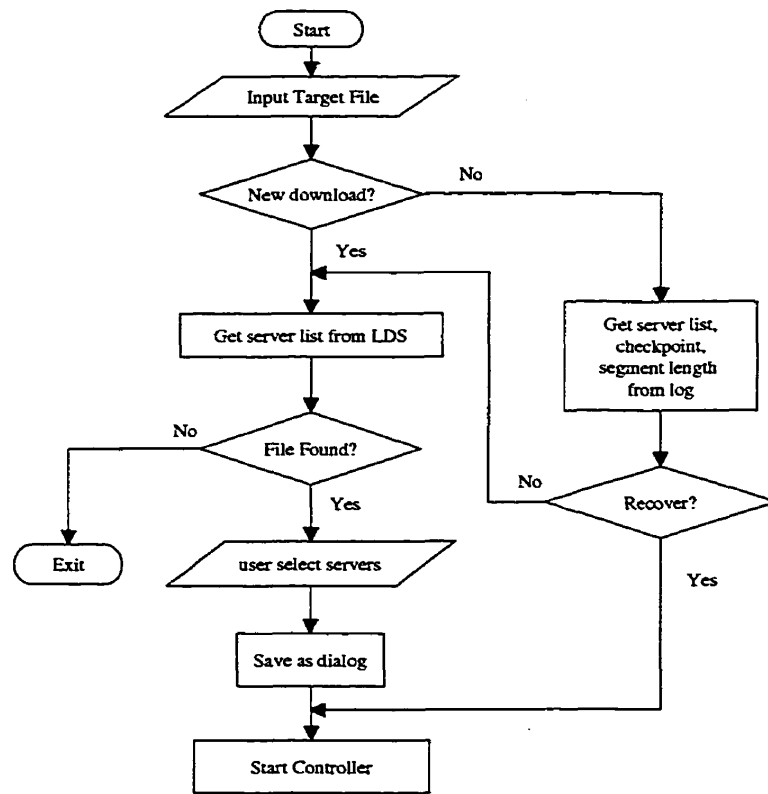 Start
Input Target File
New download?
No
Yes
Get server list from LDS
Get server list,
checkpoint,
segment length
from log
No
File Found?
No
Recover?
Yes
Exit
user select servers
Yes
Save as dialog
Start Controller